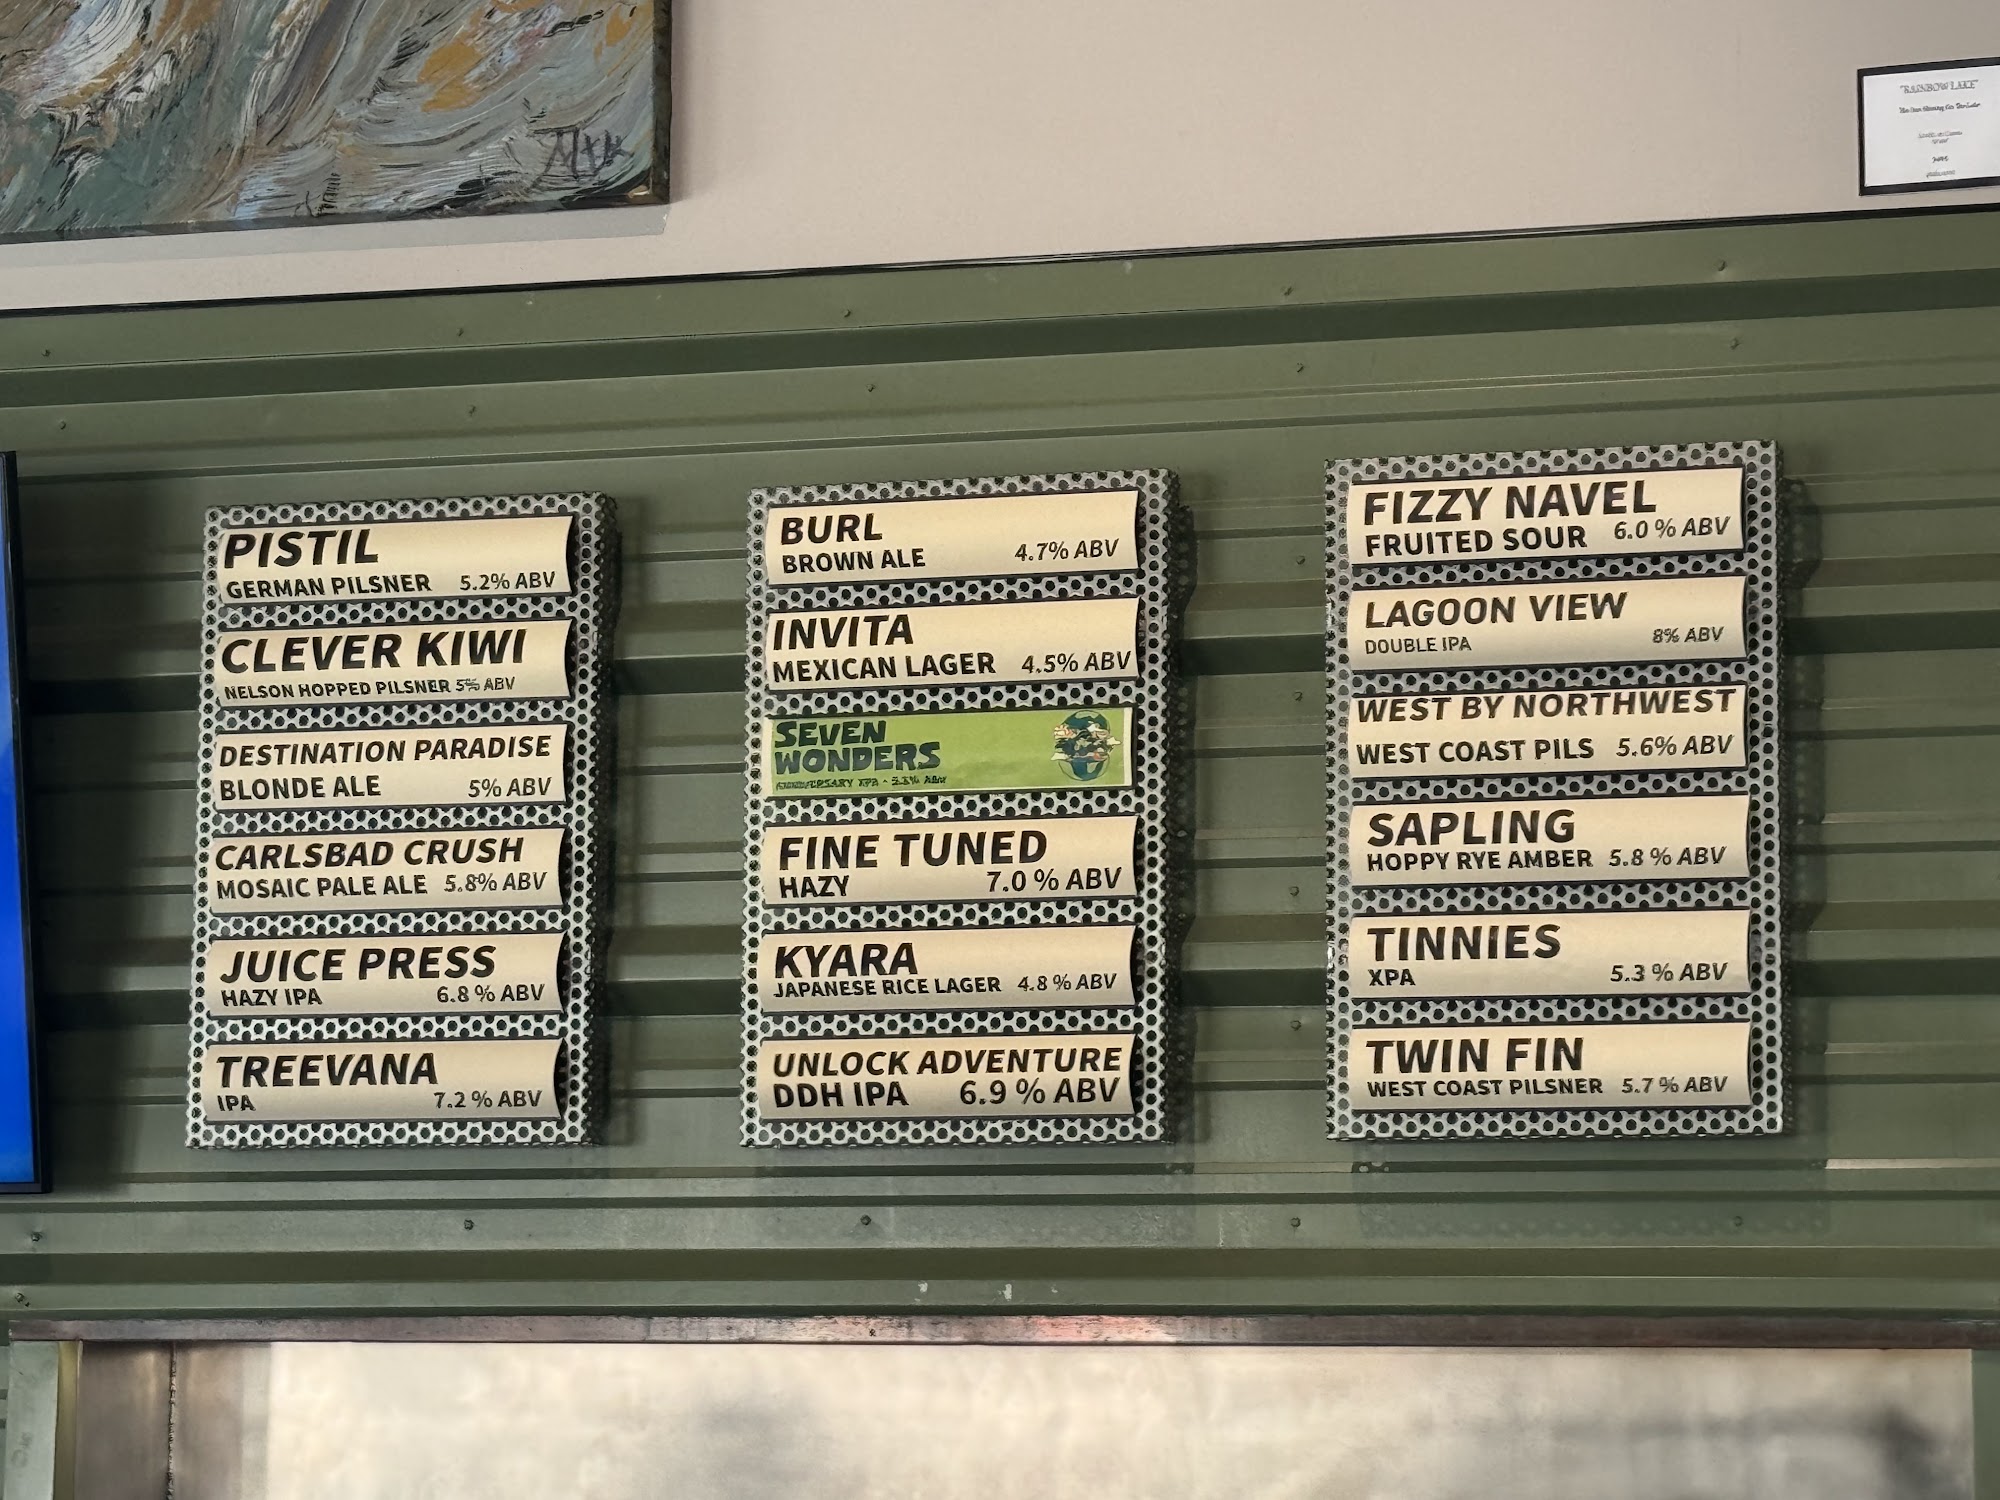 "RAINBOW LAKE"
PISTIL
GERMAN PILSNER 5.2% ABV
CLEVER KIWI
NELSON HOPPED PILSNER 5% ABV
DESTINATION PARADISE
BLONDE ALE 5% ABV
CARLSBAD CRUSH
MOSAIC PALE ALE 5.8% ABV
JUICE PRESS
HAZY IPA 6.8 % ABV
TREEVANA
IPA 7.2 % ABV
BURL
BROWN ALE 4.7% ABV
INVITA
MEXICAN LAGER 4.5% ABV
SEVEN
WONDERS
ANNIVERSARY XPA
FINE TUNED
HAZY 7.0 % ABV
KYARA
JAPANESE RICE LAGER 4.8 % ABV
UNLOCK ADVENTURE
DDH IPA 6.9 % ABV
FIZZY NAVEL
FRUITED SOUR 6.0 % ABV
LAGOON VIEW
DOUBLE IPA 8% ABV
WEST BY NORTHWEST
WEST COAST PILS 5.6% ABV
SAPLING
HOPPY RYE AMBER 5.8 % ABV
TINNIES
XPA 5.3 % ABV
TWIN FIN
WEST COAST PILSNER 5.7 % ABV